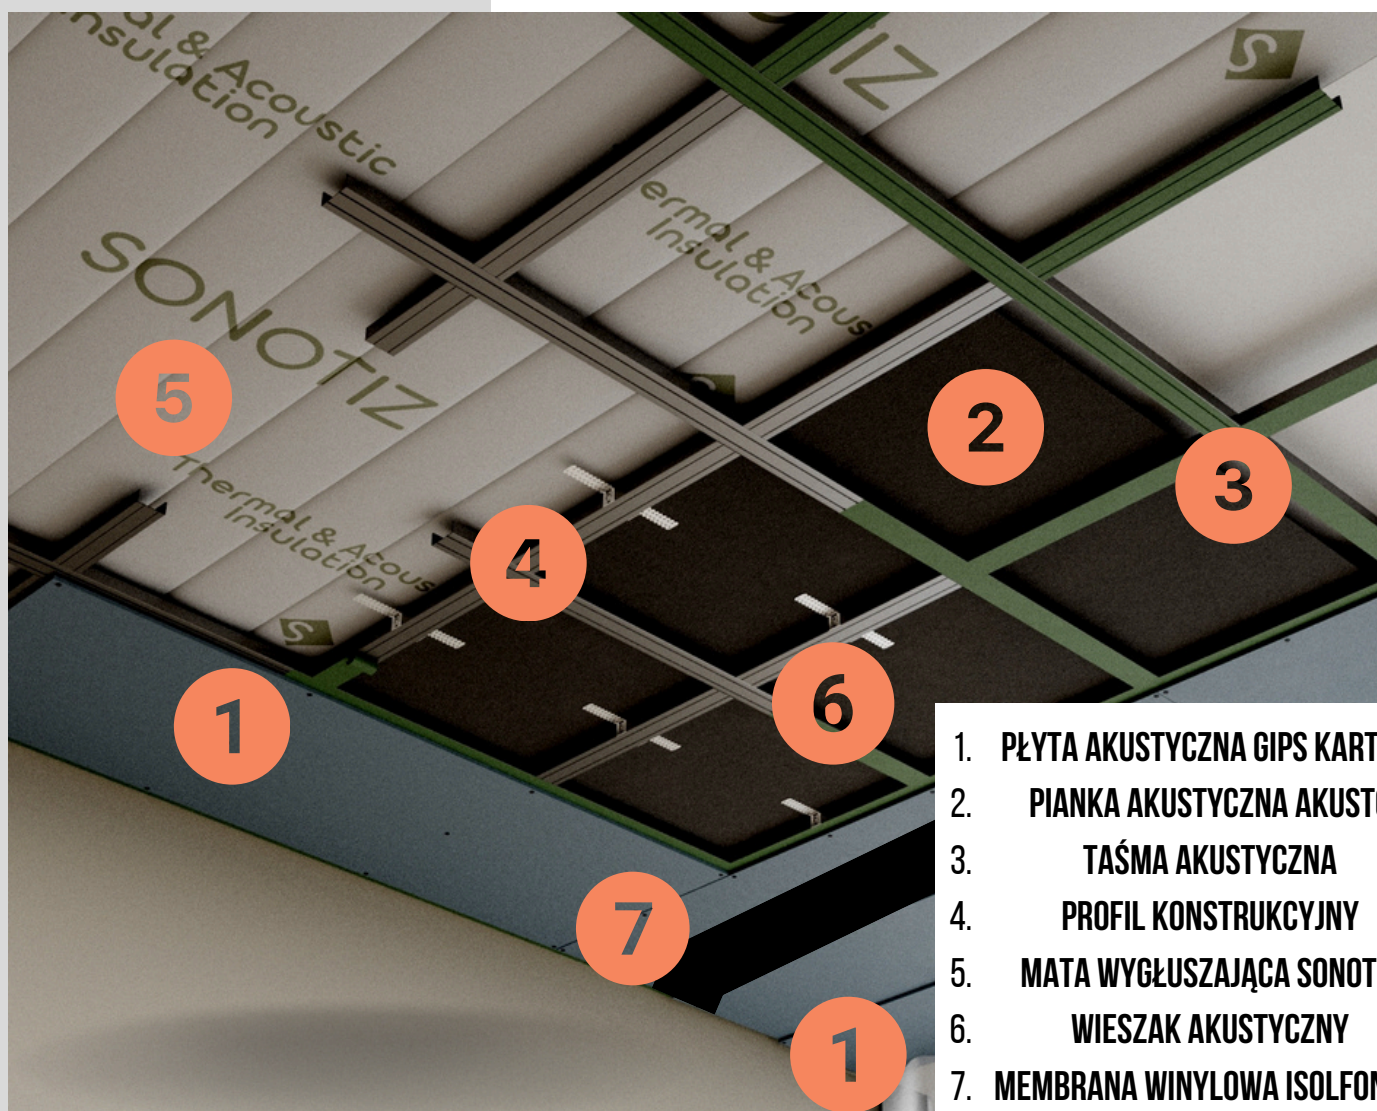 al & Acoustic
Insulation
IZ
S
ermal & Acous
Insulation
SONOTIZ
5
2
3
Thermal & Acous
Insulation
4
S
1
6
7
1
1. PŁYTA AKUSTYCZNA GIPS KART
2. PIANKA AKUSTYCZNA AKUST
3. TAŚMA AKUSTYCZNA
4. PROFIL KONSTRUKCYJNY
5. MATA WYGŁUSZAJĄCA SONOT
6. WIESZAK AKUSTYCZNY
7. MEMBRANA WINYLOWA ISOLFON